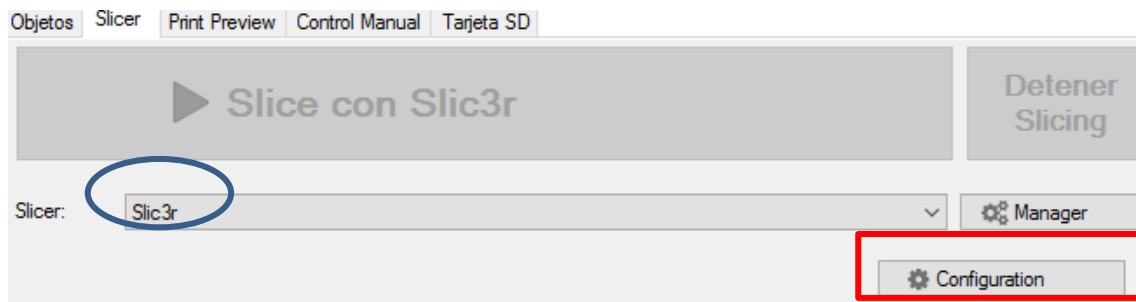 Objetos Slicer Print Preview Control Manual Tarjeta SD
Slice con Slic3r
Detener
Slicing
Slicer: Slic3r Manager
Configuration